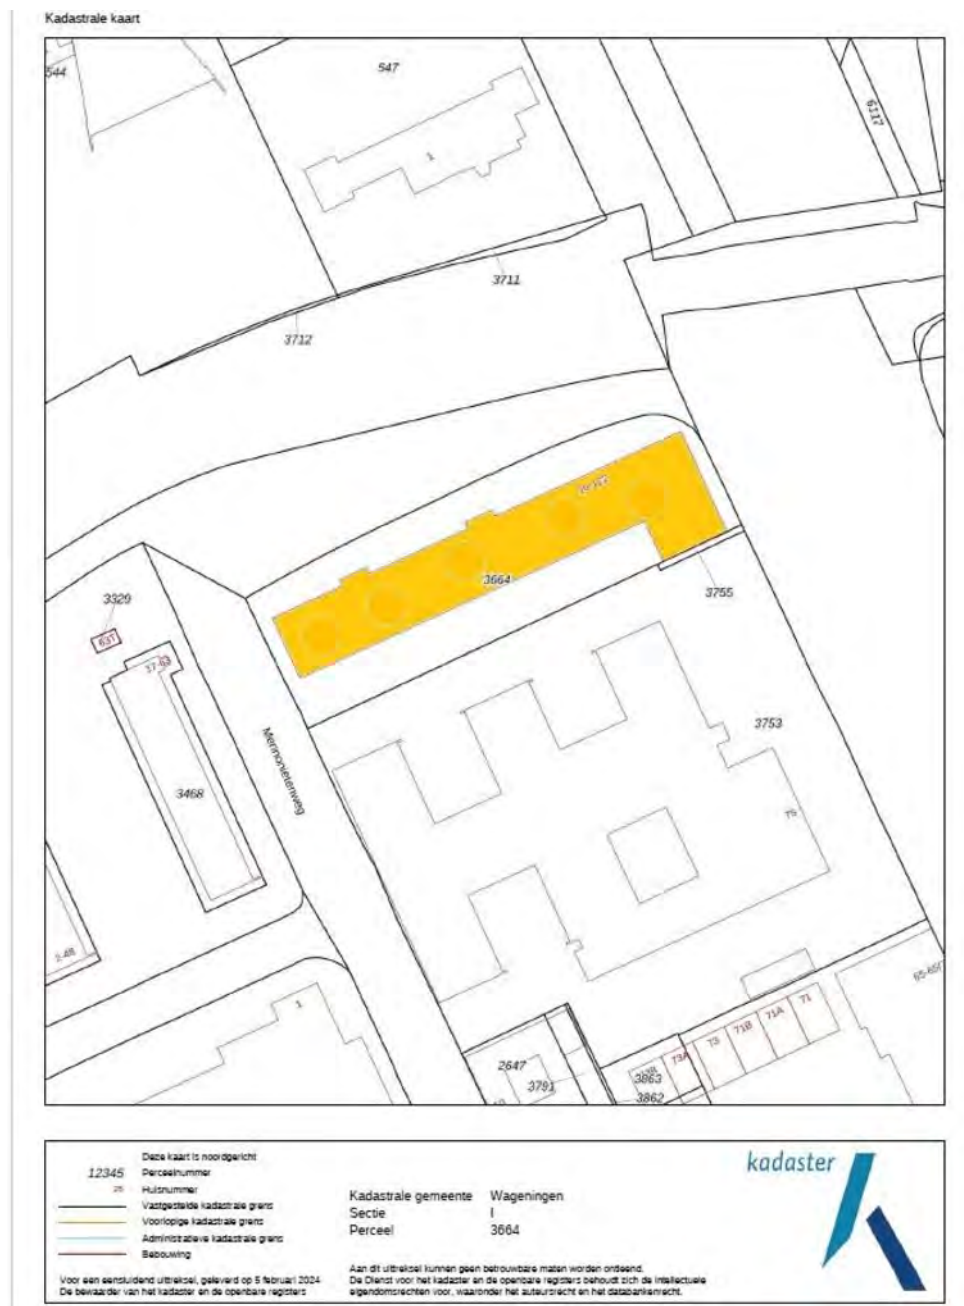 Kadastrale kaart
544
547
6117
1
3711
3712
3664
3755
3329
63T
17-63
3753
Mennonietenweg
3468
75
2-48
1
71
71A
71B
73
73A
2647
3791
3863
3862
Deze kaart is noordgericht
12345 Perceelnummer
25 Huisnummer
Vastgestelde kadastrale grens
Voorlopige kadastrale grens
Administratieve kadastrale grens
Bebouwing
Voor een eensluidend uittreksel, geleverd op 5 februari 2024
De bewaarder van het kadaster en de openbare registers
Kadastrale gemeente Wageningen
Sectie I
Perceel 3664
Aan dit uittreksel kunnen geen betrouwbare maten worden ontleend.
De Dienst voor het kadaster en de openbare registers behoudt zich de intellectuele
eigendomsrechten voor, waaronder het auteursrecht en het databankenrecht.
kadaster